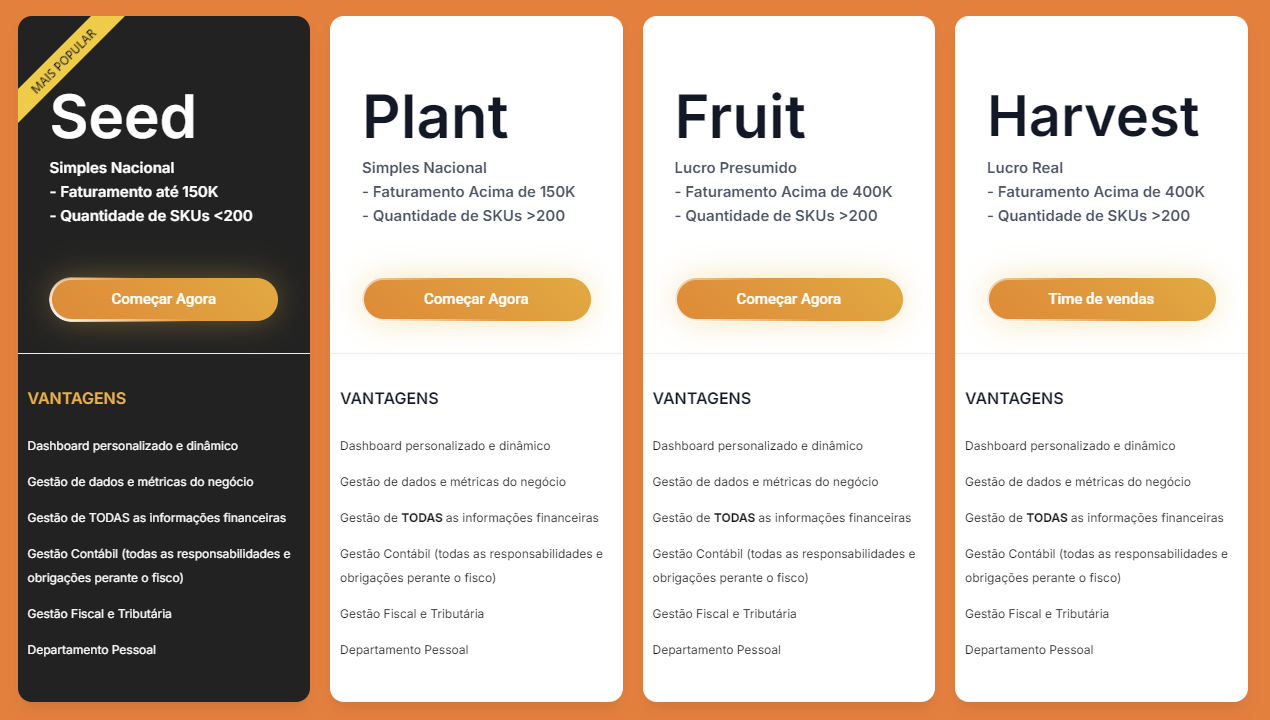 MAIS POPULAR
Seed
Simples Nacional
- Faturamento até 150K
- Quantidade de SKUs <200
Começar Agora
VANTAGENS
Dashboard personalizado e dinâmico
Gestão de dados e métricas do negócio
Gestão de TODAS as informações financeiras
Gestão Contábil (todas as responsabilidades e
obrigações perante o fisco)
Gestão Fiscal e Tributária
Departamento Pessoal
Plant
Simples Nacional
- Faturamento Acima de 150K
- Quantidade de SKUs >200
Começar Agora
VANTAGENS
Dashboard personalizado e dinâmico
Gestão de dados e métricas do negócio
Gestão de TODAS as informações financeiras
Gestão Contábil (todas as responsabilidades e
obrigações perante o fisco)
Gestão Fiscal e Tributária
Departamento Pessoal
Fruit
Lucro Presumido
- Faturamento Acima de 400K
- Quantidade de SKUs >200
Começar Agora
VANTAGENS
Dashboard personalizado e dinâmico
Gestão de dados e métricas do negócio
Gestão de TODAS as informações financeiras
Gestão Contábil (todas as responsabilidades e
obrigações perante o fisco)
Gestão Fiscal e Tributária
Departamento Pessoal
Harvest
Lucro Real
- Faturamento Acima de 400K
- Quantidade de SKUs >200
Time de vendas
VANTAGENS
Dashboard personalizado e dinâmico
Gestão de dados e métricas do negócio
Gestão de TODAS as informações financeiras
Gestão Contábil (todas as responsabilidades e
obrigações perante o fisco)
Gestão Fiscal e Tributária
Departamento Pessoal